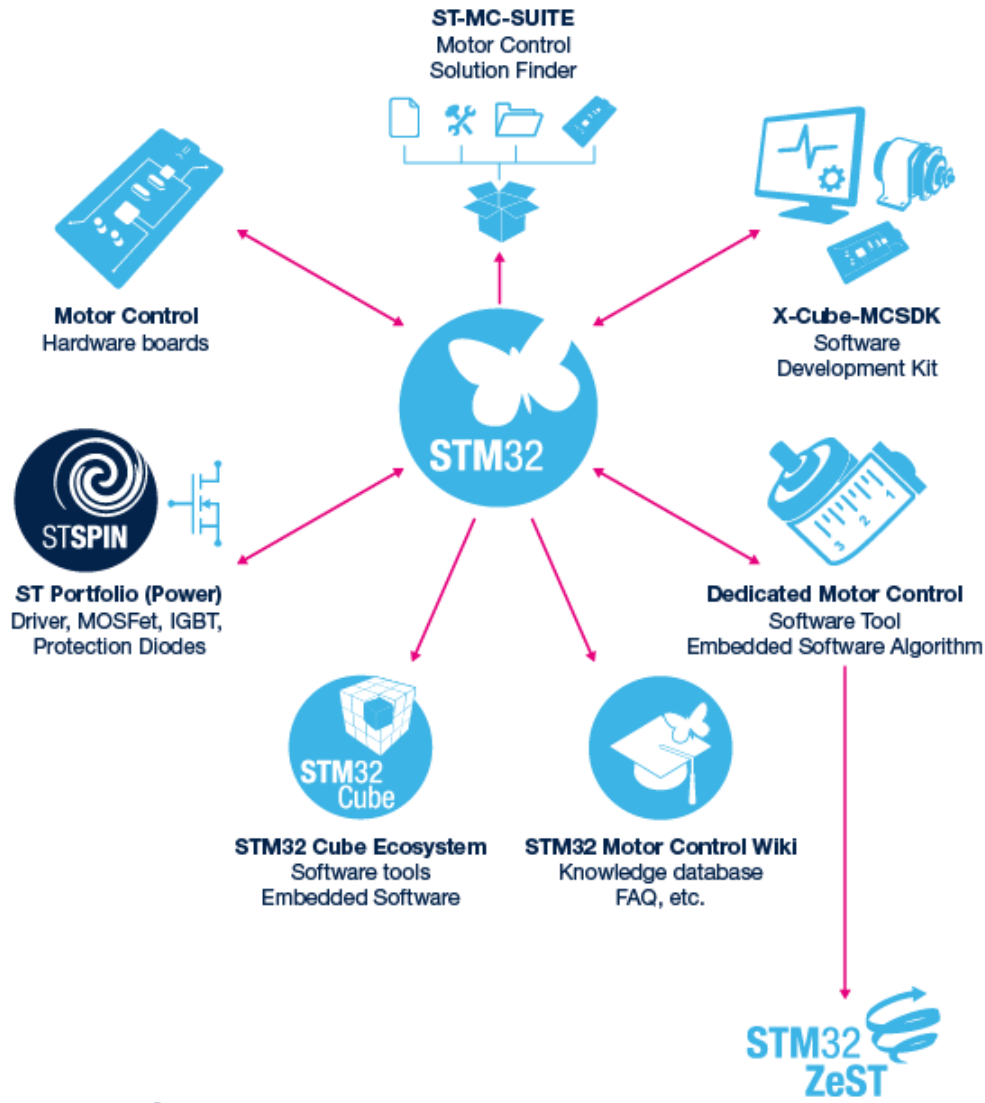 ST-MC-SUITE
Motor Control
Solution Finder
Motor Control
Hardware boards
X-Cube-MCSDK
Software
Development Kit
STM32
STSPIN
ST Portfolio (Power)
Driver, MOSFet, IGBT,
Protection Diodes
1
2
3
Dedicated Motor Control
Software Tool
Embedded Software Algorithm
STM32
Cube
STM32 Cube Ecosystem
Software tools
Embedded Software
STM32 Motor Control Wiki
Knowledge database
FAQ, etc.
STM32
ZeST